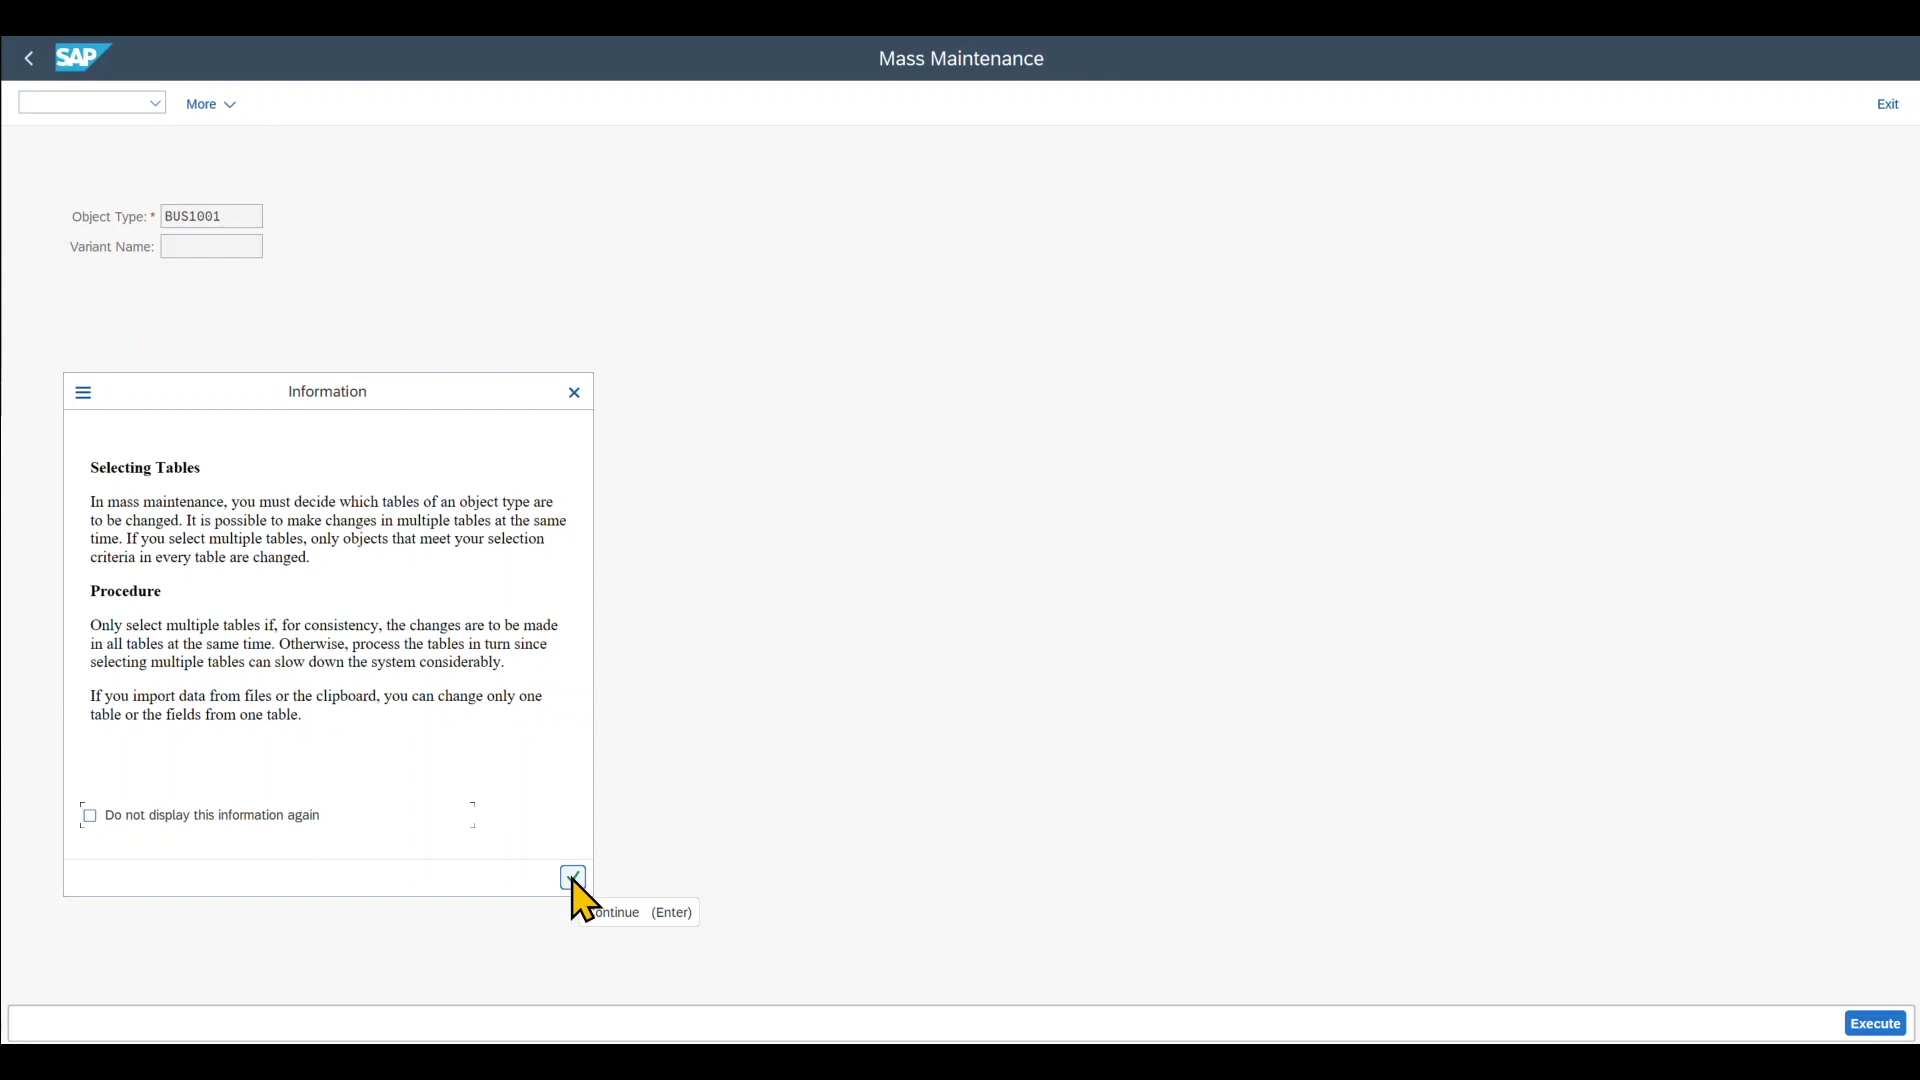 SAP
Mass Maintenance
More
Exit
Object Type: * BUS1001
Variant Name:
Information
Selecting Tables
In mass maintenance, you must decide which tables of an object type are
to be changed. It is possible to make changes in multiple tables at the same
time. If you select multiple tables, only objects that meet your selection
criteria in every table are changed.
Procedure
Only select multiple tables if, for consistency, the changes are to be made
in all tables at the same time. Otherwise, process the tables in turn since
selecting multiple tables can slow down the system considerably.
If you import data from files or the clipboard, you can change only one
table or the fields from one table.
Do not display this information again
ontinue (Enter)
Execute